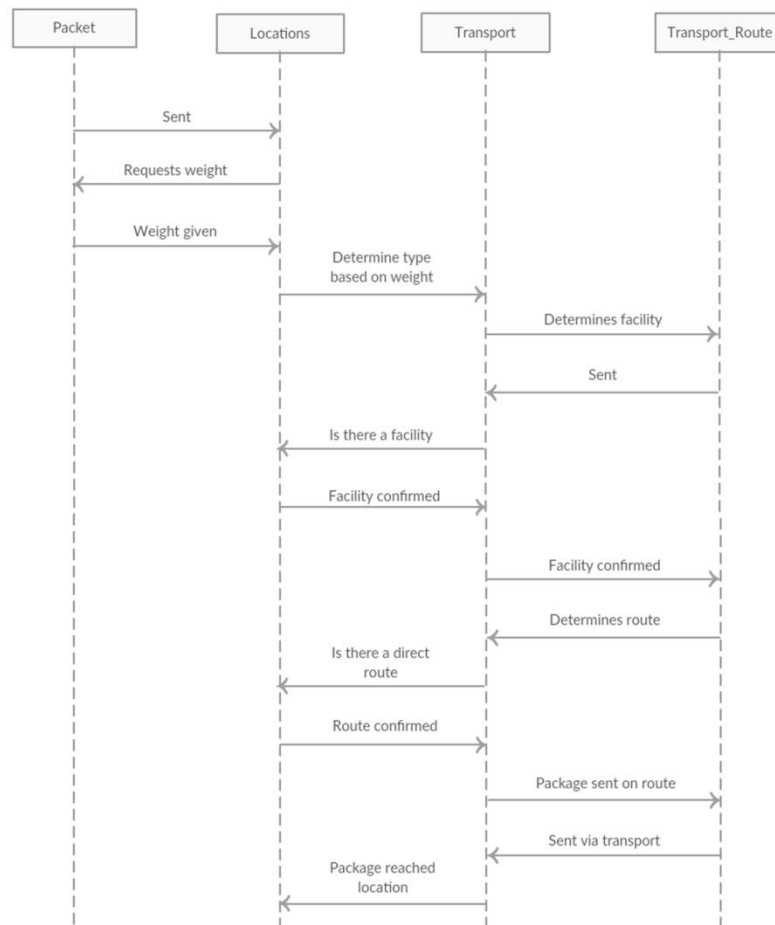 Packet
Locations
Transport
Transport_Route
Sent
Requests weight
Weight given
Determine type
based on weight
Determines facility
Sent
Is there a facility
Facility confirmed
Facility confirmed
Determines route
Is there a direct
route
Route confirmed
Package sent on route
Sent via transport
Package reached
location